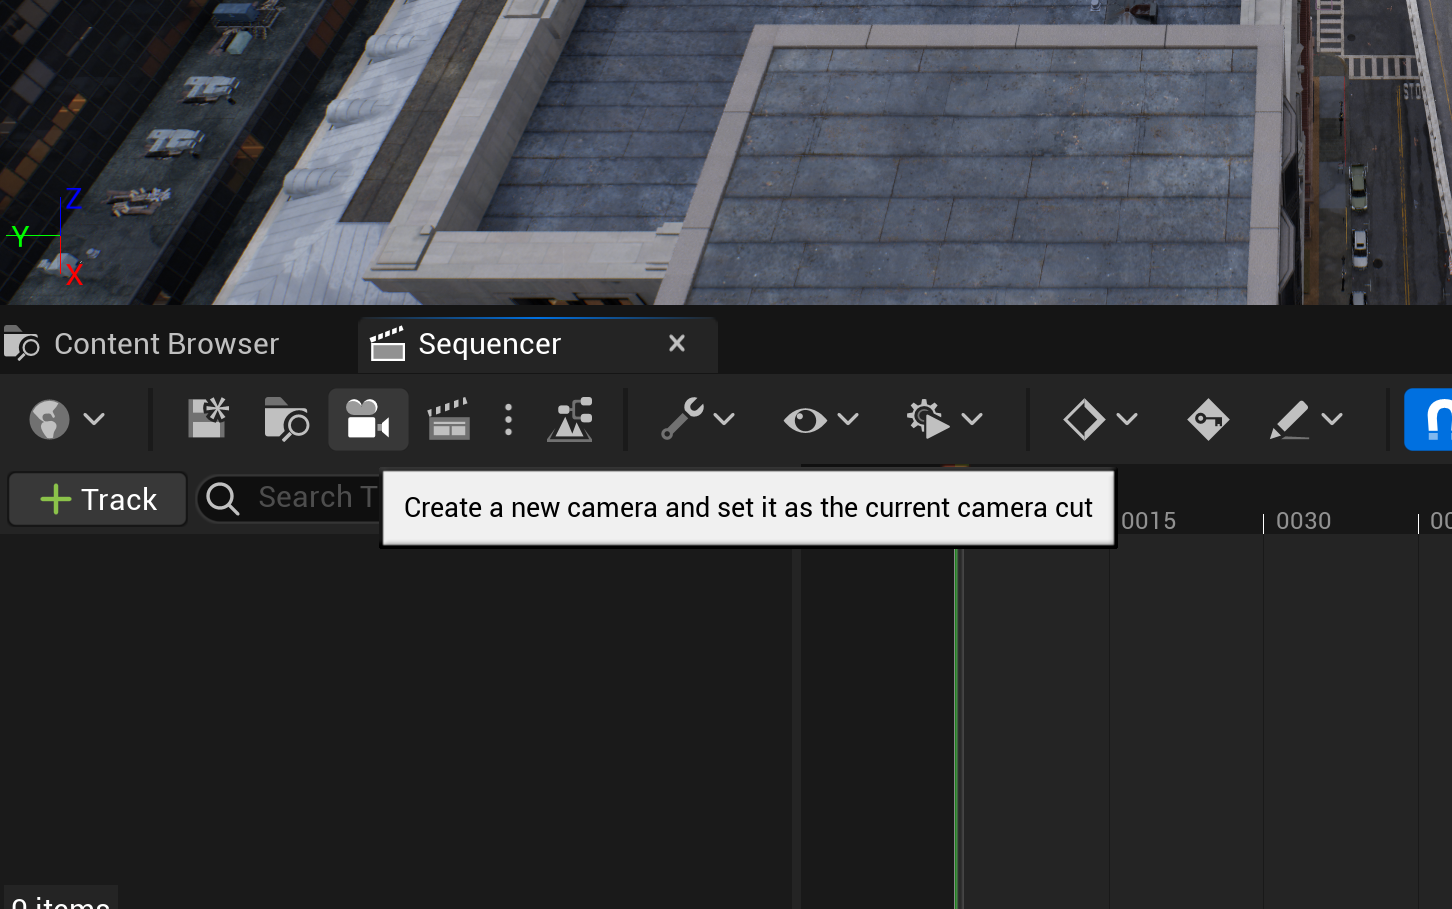 Z
Y
X
Content Browser
Sequencer
Track
Search T
Create a new camera and set it as the current camera cut
0015
0030
00
0 items